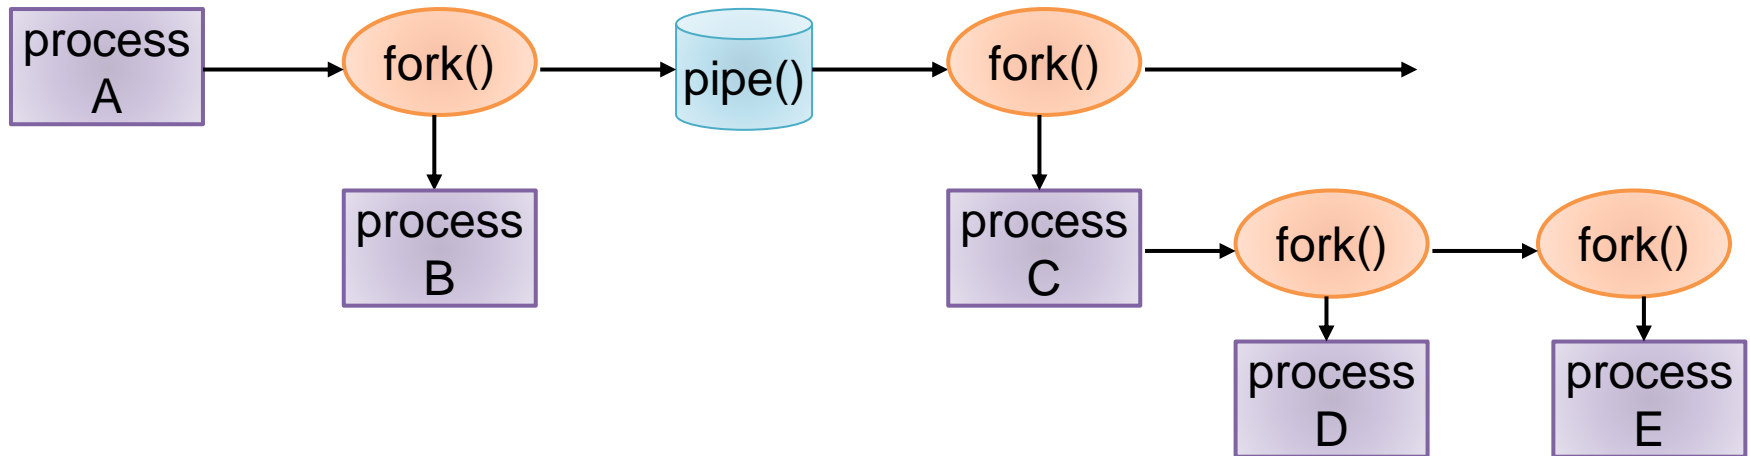 process
A
fork()
pipe()
fork()
process
B
process
C
fork()
fork()
process
D
process
E